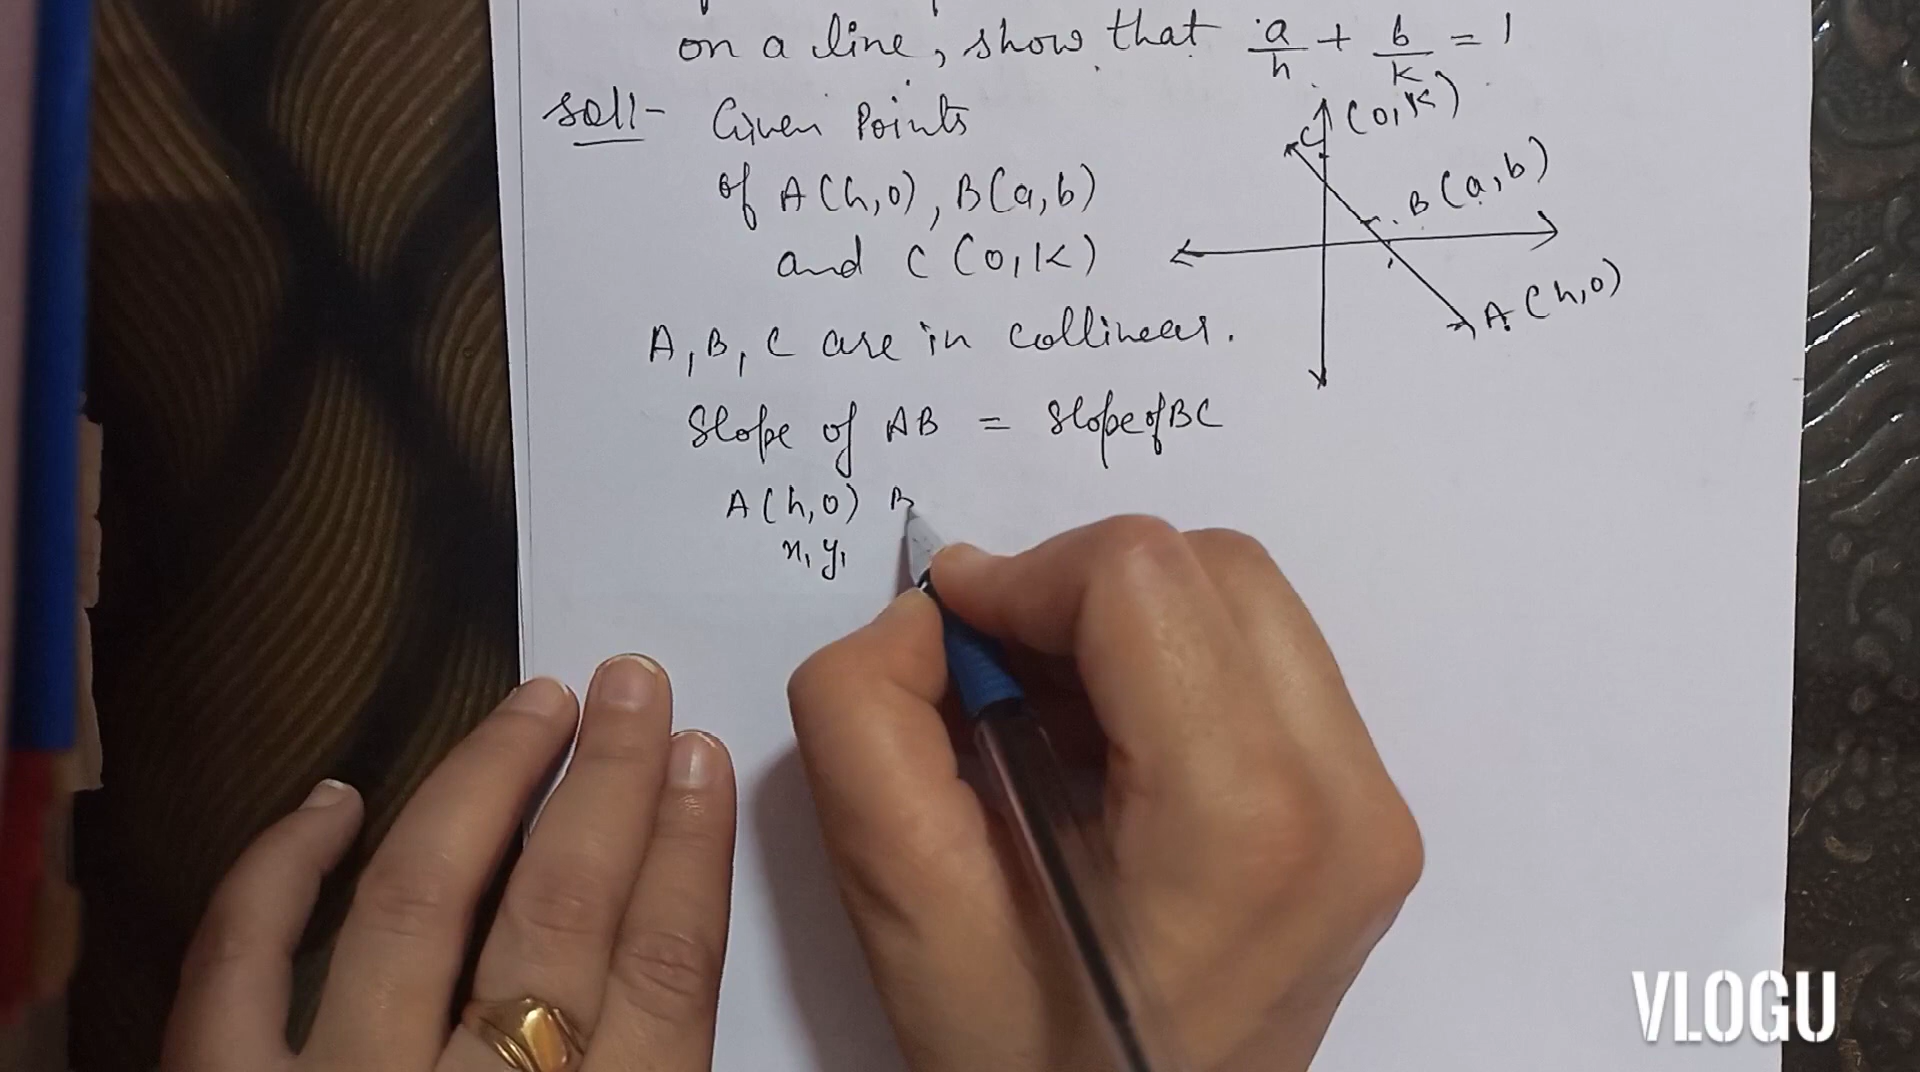 on a line, show that a/h + b/k = 1
Soll- Given Points
of A(h,0), B(a,b)
and C(0,k)
A, B, C are in collinear.
Slope of AB = slope of BC
A(h,0) B
x₁ y₁
C (0,k)
B(a,b)
A(h,0)
VLOGU